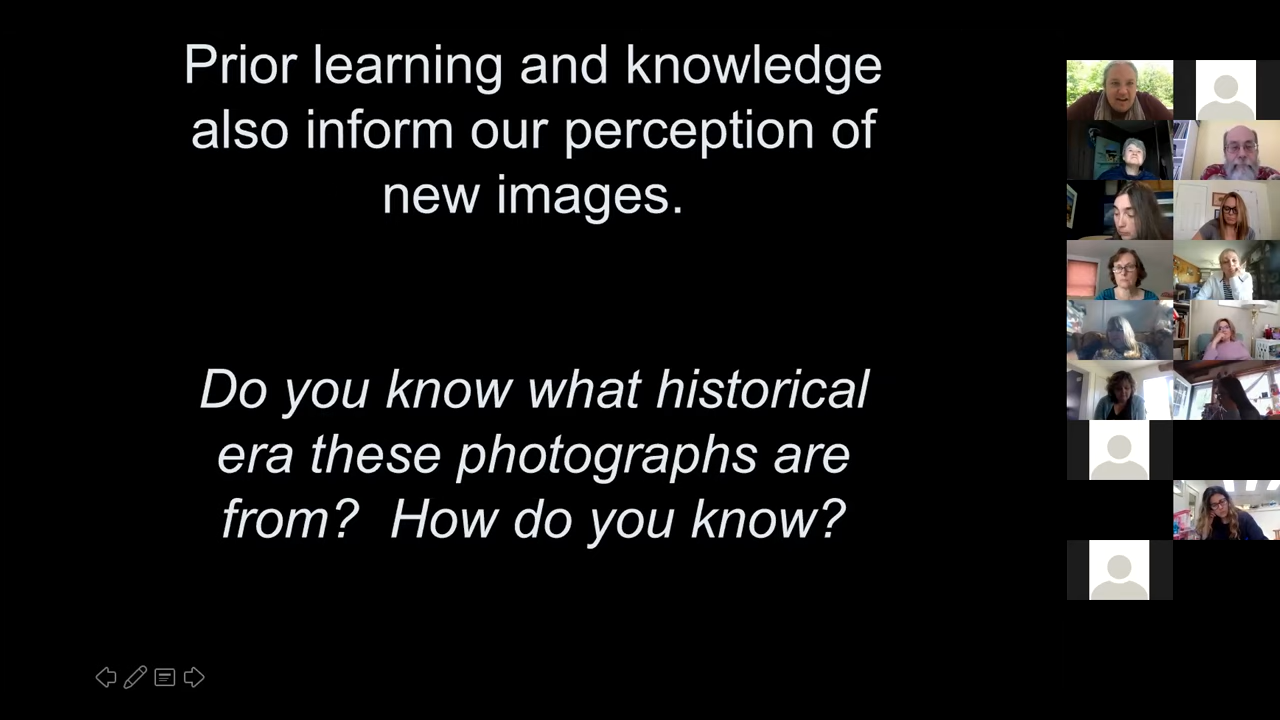 Prior learning and knowledge
also inform our perception of
new images.
Do you know what historical
era these photographs are
from?  How do you know?